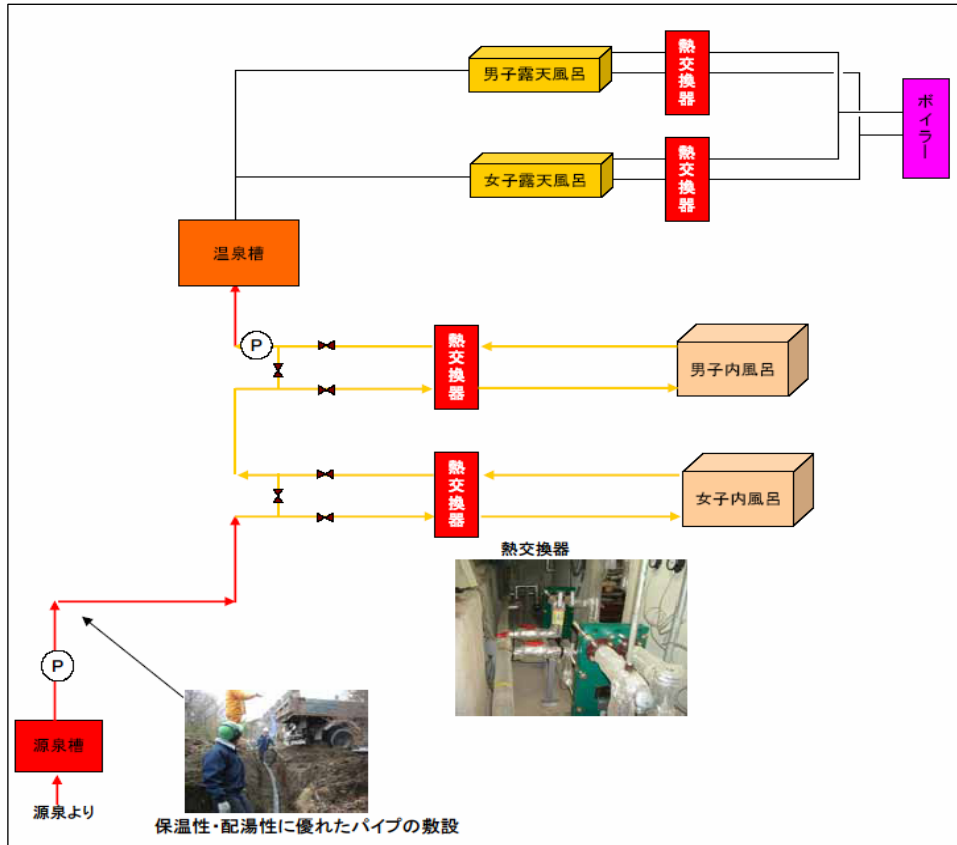 男子露天風呂
熱交換器
ボイラー
女子露天風呂
熱交換器
温泉槽
P
熱交換器
男子内風呂
熱交換器
女子内風呂
熱交換器
P
源泉槽
源泉より
保温性・配湯性に優れたパイプの敷設